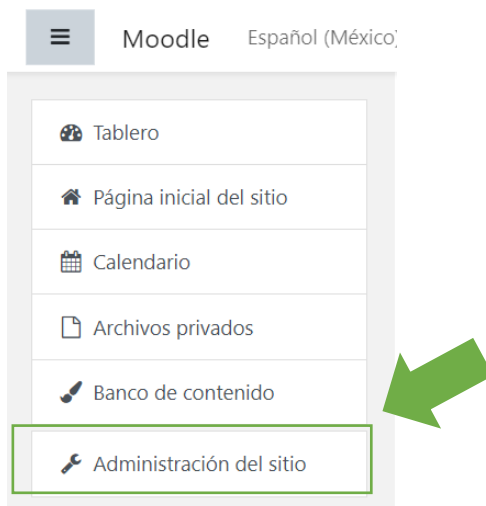 Moodle Español (México)
Tablero
Página inicial del sitio
Calendario
Archivos privados
Banco de contenido
Administración del sitio